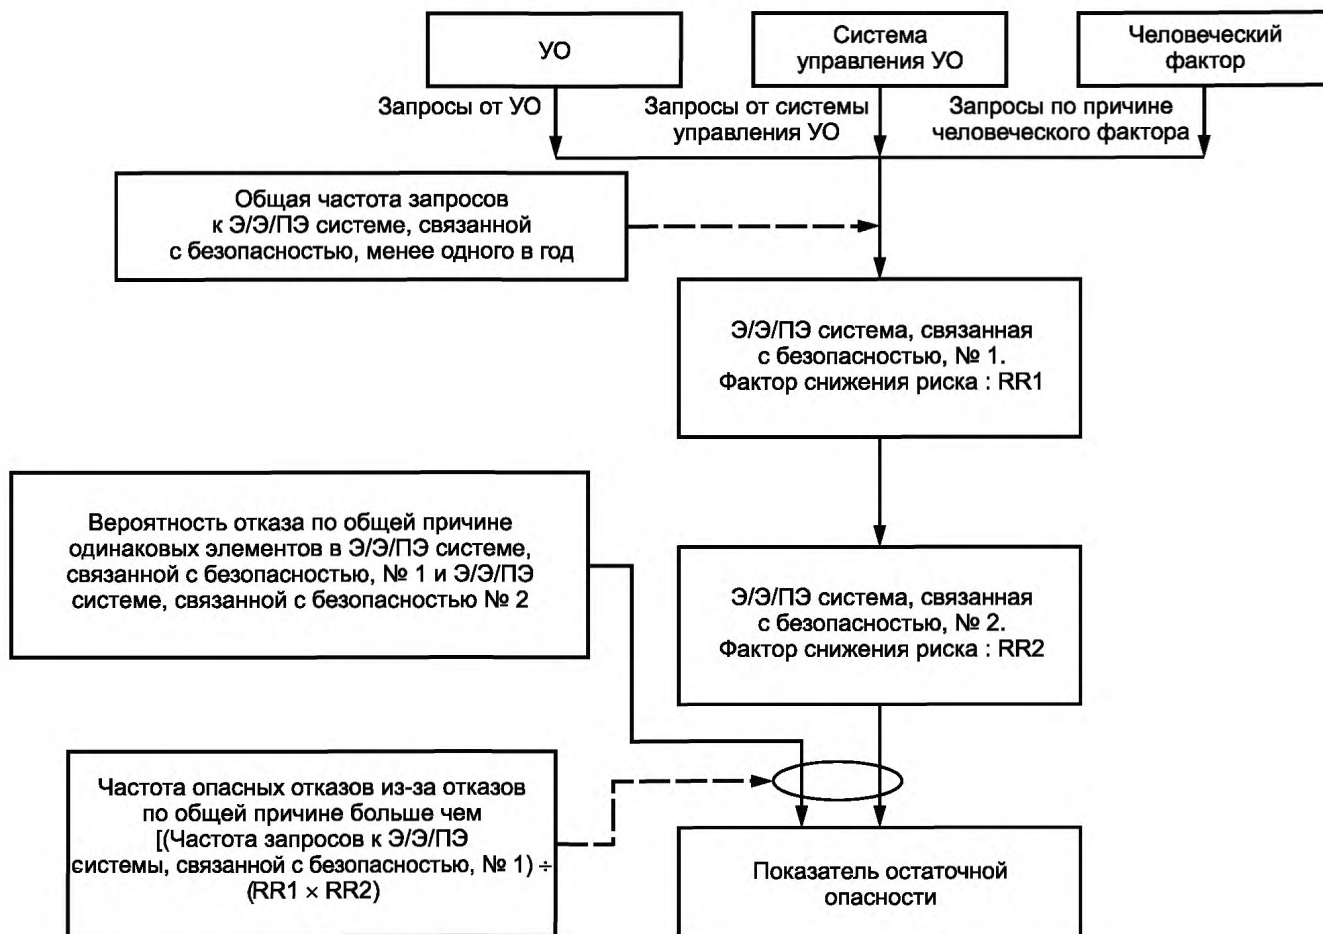 УО
Система
управления УО
Человеческий
фактор
Запросы от УО
Запросы от системы
управления УО
Запросы по причине
человеческого фактора
Общая частота запросов
к Э/Э/ПЭ системе, связанной
с безопасностью, менее одного в год
Э/Э/ПЭ система, связанная
с безопасностью, № 1.
Фактор снижения риска : RR1
Вероятность отказа по общей причине
одинаковых элементов в Э/Э/ПЭ системе,
связанной с безопасностью, № 1 и Э/Э/ПЭ
системе, связанной с безопасностью № 2
Э/Э/ПЭ система, связанная
с безопасностью, № 2.
Фактор снижения риска : RR2
Частота опасных отказов из-за отказов
по общей причине больше чем
[(Частота запросов к Э/Э/ПЭ
системы, связанной с безопасностью, № 1) ÷
(RR1 × RR2)
Показатель остаточной
опасности